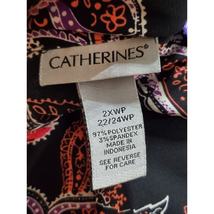 CATHERINES®
2XWP
22/24WP
97% POLYESTER
3% SPANDEX
MADE IN
INDONESIA
SEE REVERSE
FOR CARE